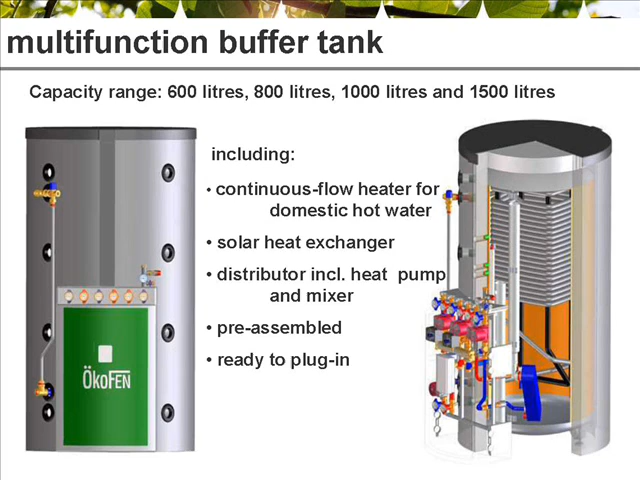 multifunction buffer tank
Capacity range: 600 litres, 800 litres, 1000 litres and 1500 litres
including:
• continuous-flow heater for
domestic hot water
• solar heat exchanger
• distributor incl. heat pump
and mixer
• pre-assembled
• ready to plug-in
ÖkoFEN